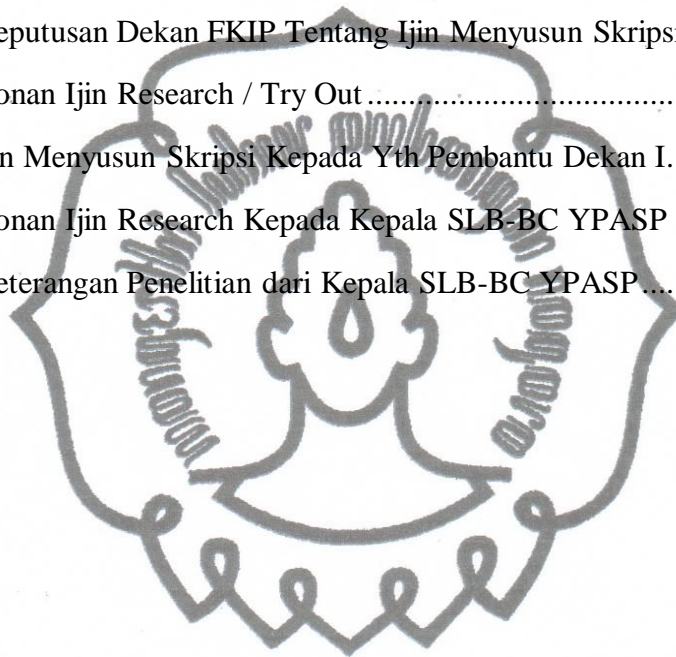 eputusan Dekan FKIP Tentang Ijin Menyusun Skripsi
onan Ijin Research / Try Out ...................................
n Menyusun Skripsi Kepada Yth Pembantu Dekan I.
onan Ijin Research Kepada Kepala SLB-BC YPASP
eterangan Penelitian dari Kepala SLB-BC YPASP....